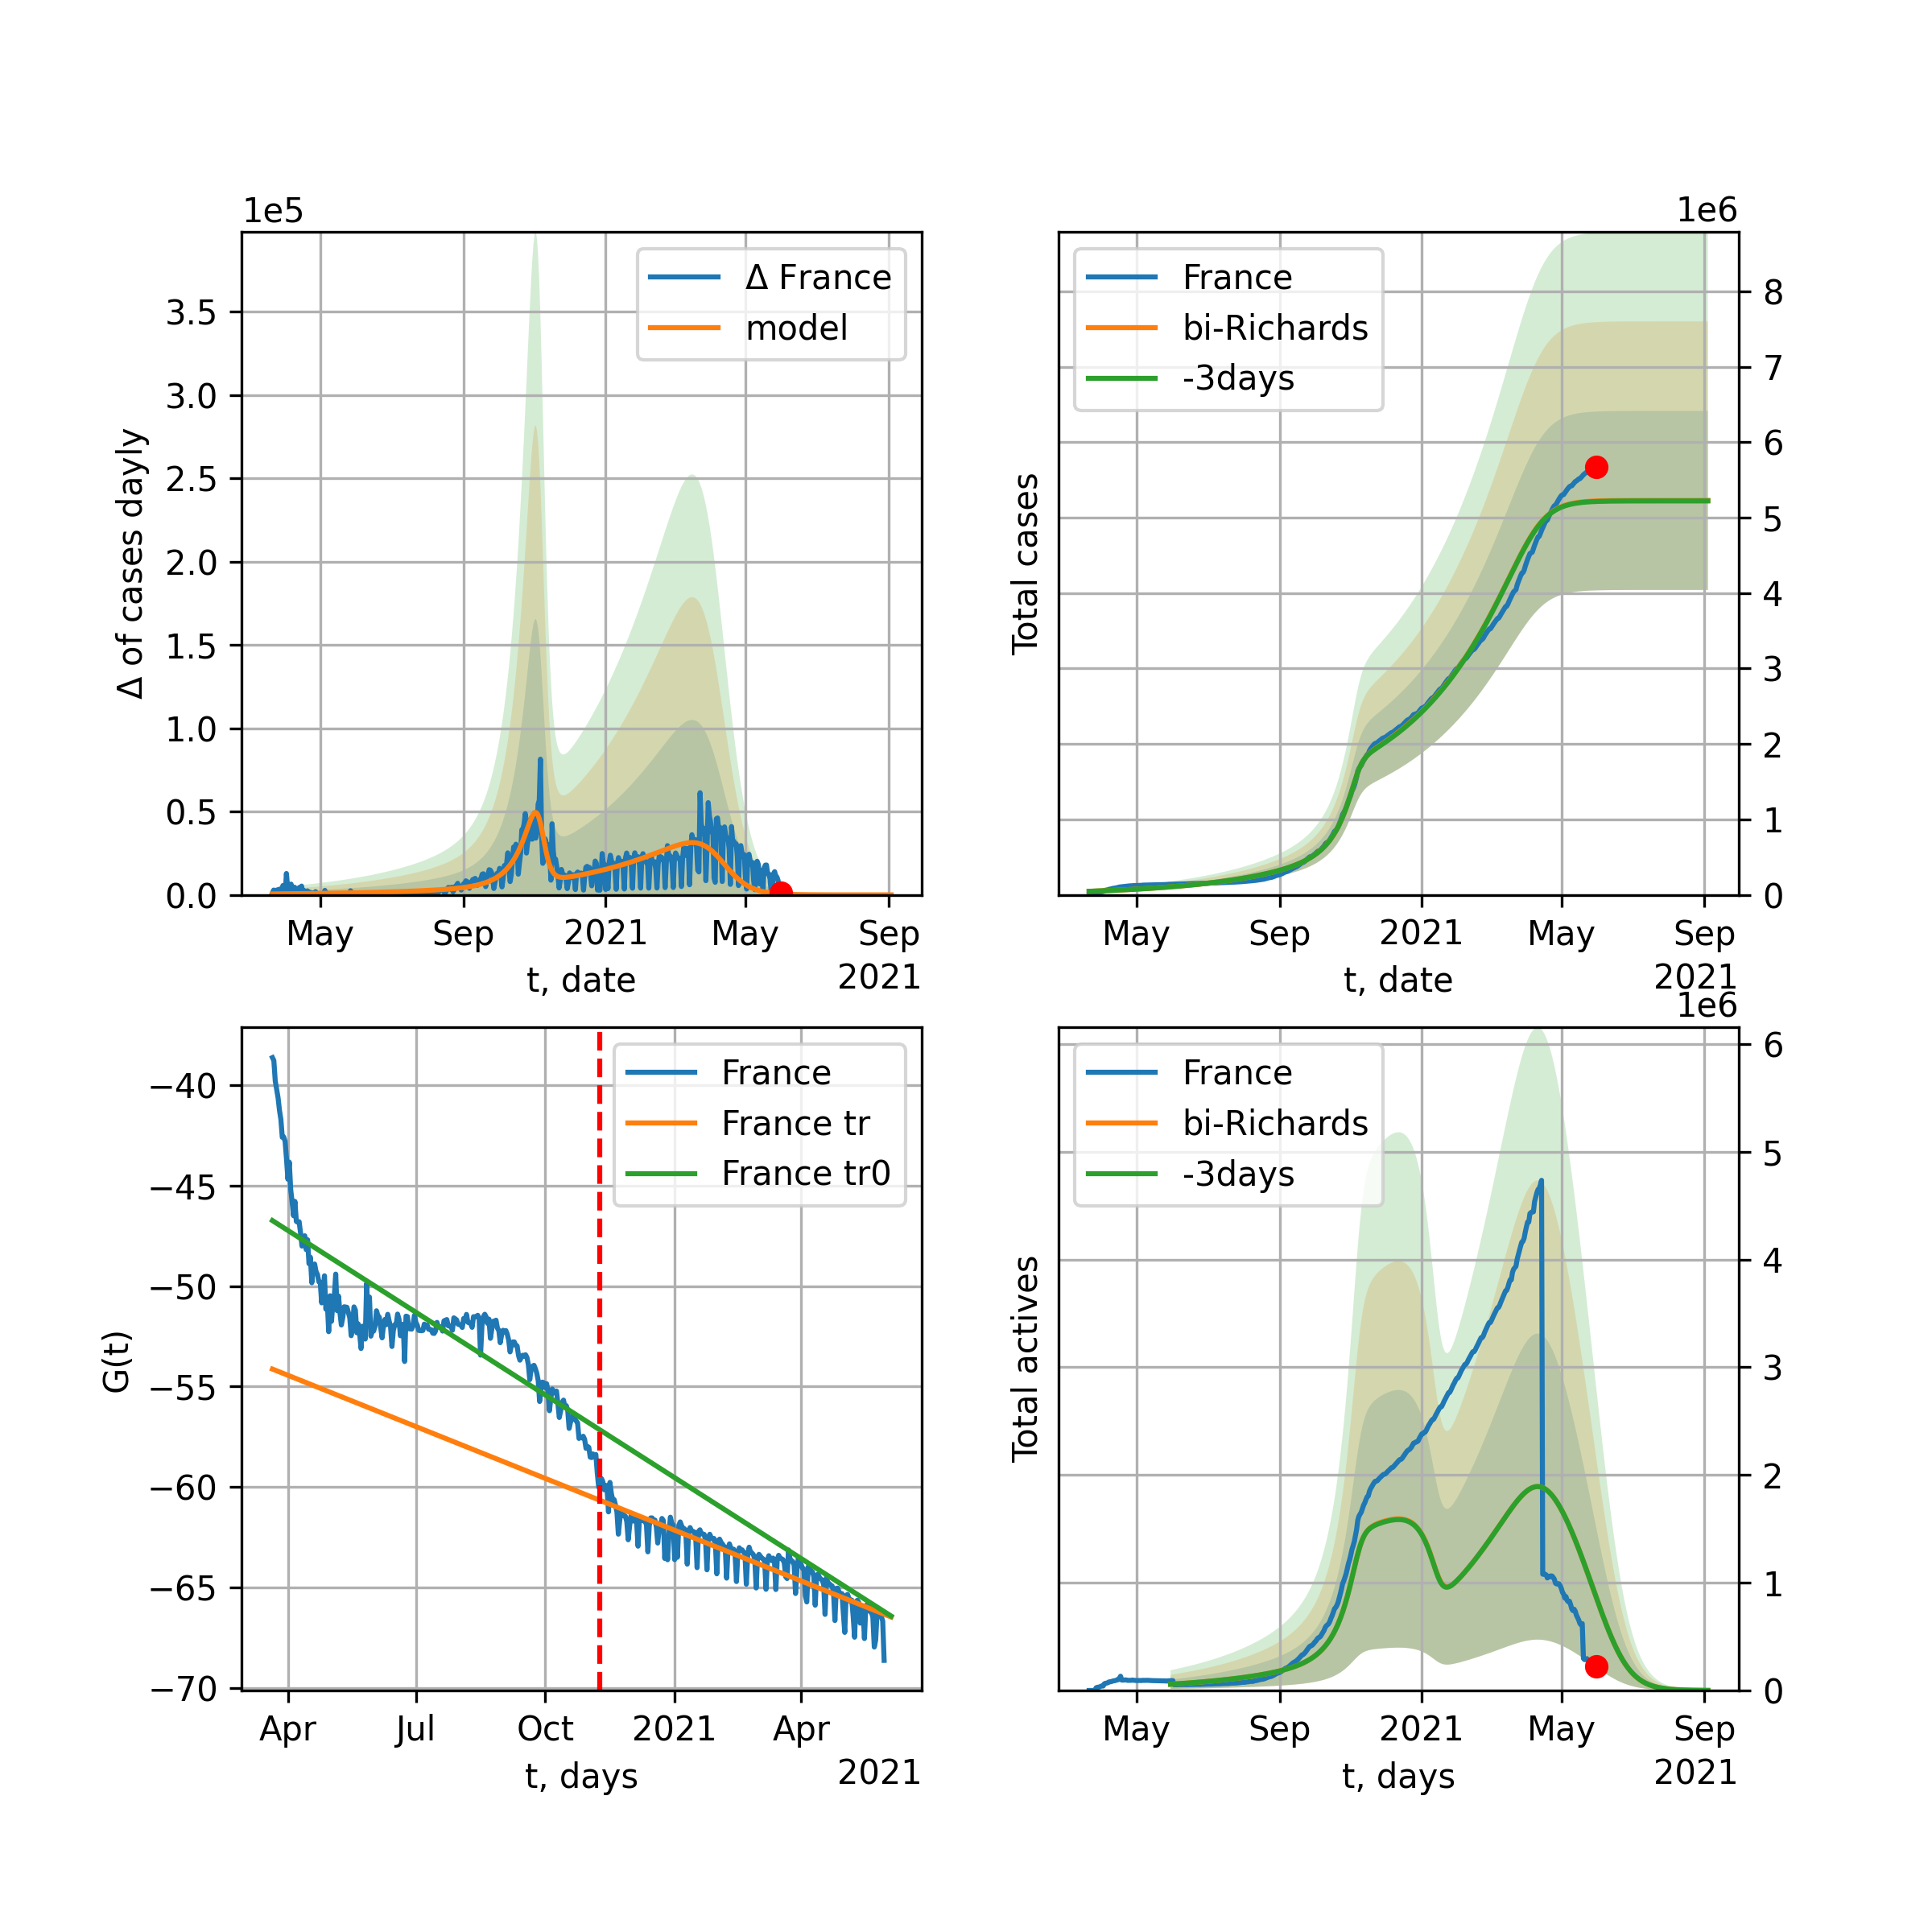 1e5
Δ of cases dayly
3.5
3.0
2.5
2.0
1.5
1.0
0.5
0.0
Δ France
model
May
Sep
2021
May
Sep
t, date
2021
1e6
Total cases
France
bi-Richards
-3days
8
7
6
5
4
3
2
1
0
May
Sep
2021
May
Sep
t, date
2021
G(t)
−40
−45
−50
−55
−60
−65
−70
France
France tr
France tr0
Apr
Jul
Oct
2021
Apr
t, days
2021
1e6
Total actives
France
bi-Richards
-3days
6
5
4
3
2
1
0
May
Sep
2021
May
Sep
t, days
2021